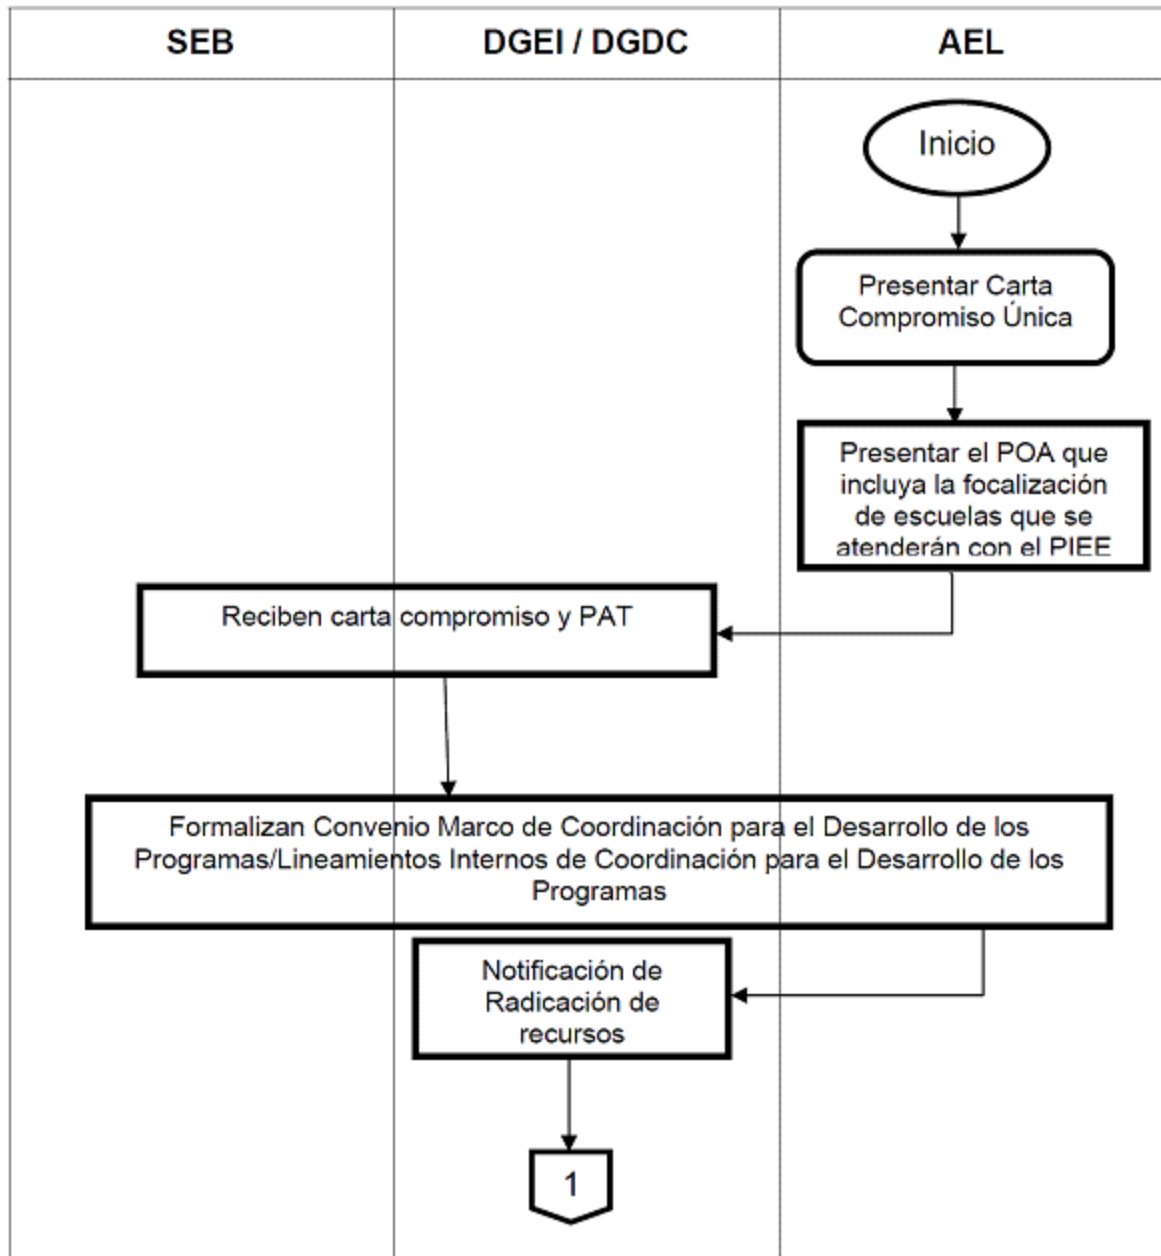 SEB
DGEI / DGDC
AEL
Inicio
Presentar Carta
Compromiso Única
Presentar el POA que
incluya la focalización
de escuelas que se
atenderán con el PIEE
Reciben carta compromiso y PAT
Formalizan Convenio Marco de Coordinación para el Desarrollo de los
Programas/Lineamientos Internos de Coordinación para el Desarrollo de los
Programas
Notificación de
Radicación de
recursos
1